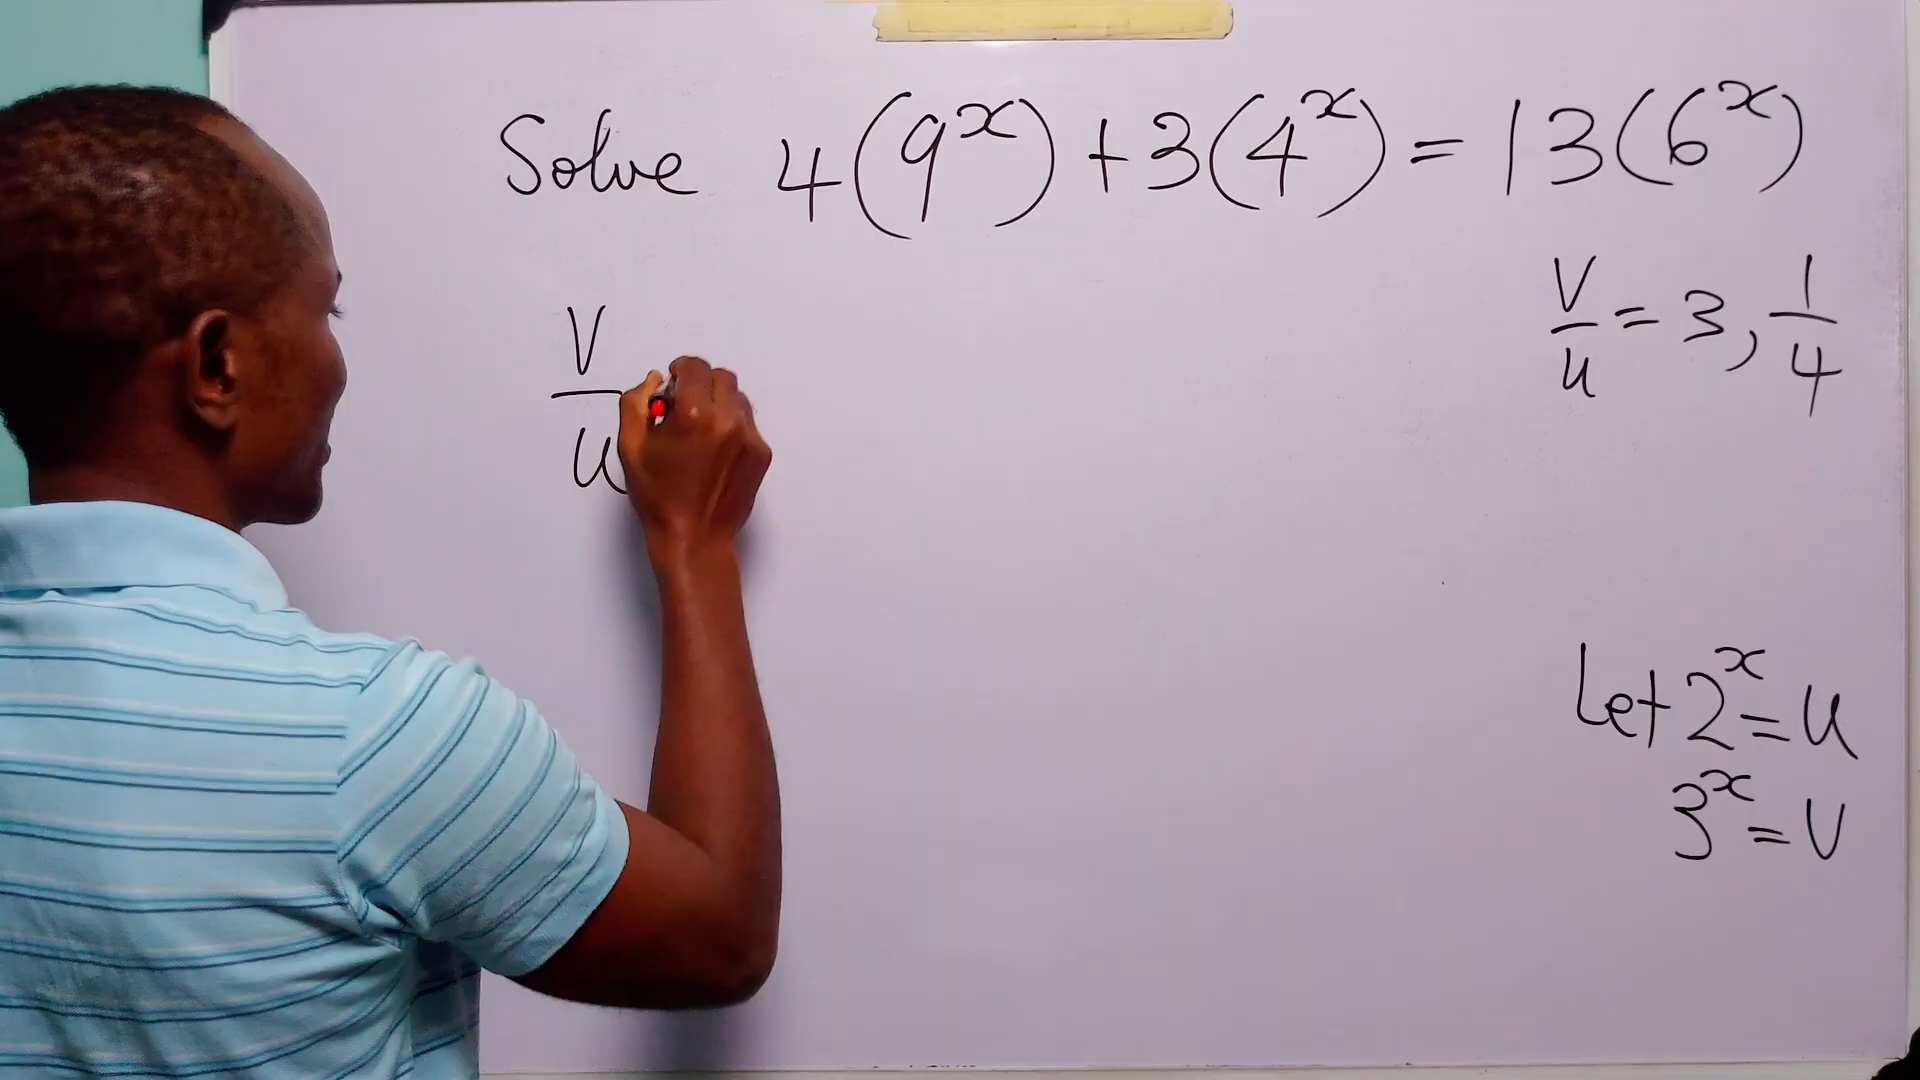 Solve 4(9^x) + 3(4^x) = 13(6^x)
V/u = 3, 1/4
V/u
Let 2^x = u
3^x = V